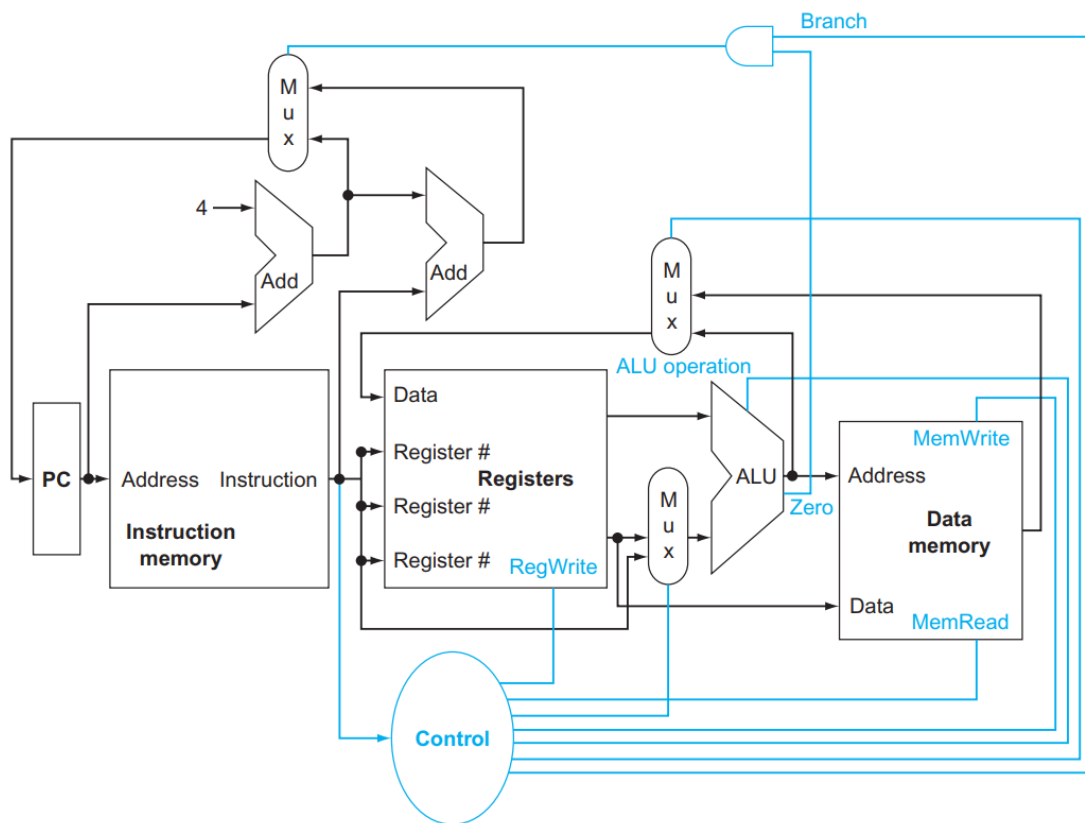 Branch
M
u
x
4
Add
Add
M
u
x
ALU operation
Data
Register #
Register #
Register #
Registers
RegWrite
PC
Address
Instruction
Instruction
memory
M
u
x
ALU
Zero
MemWrite
Address
Data
memory
Data
MemRead
Control